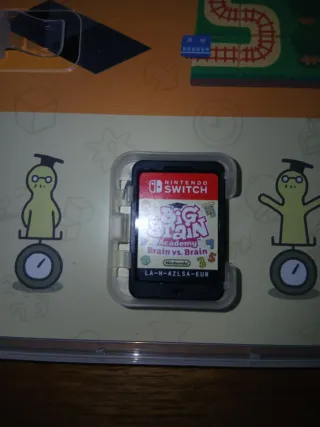 NINTENDO
SWITCH
BiG
BRAiN
Academy
Brain vs. Brain
Nintendo
LA-H-AZLSA-EUR